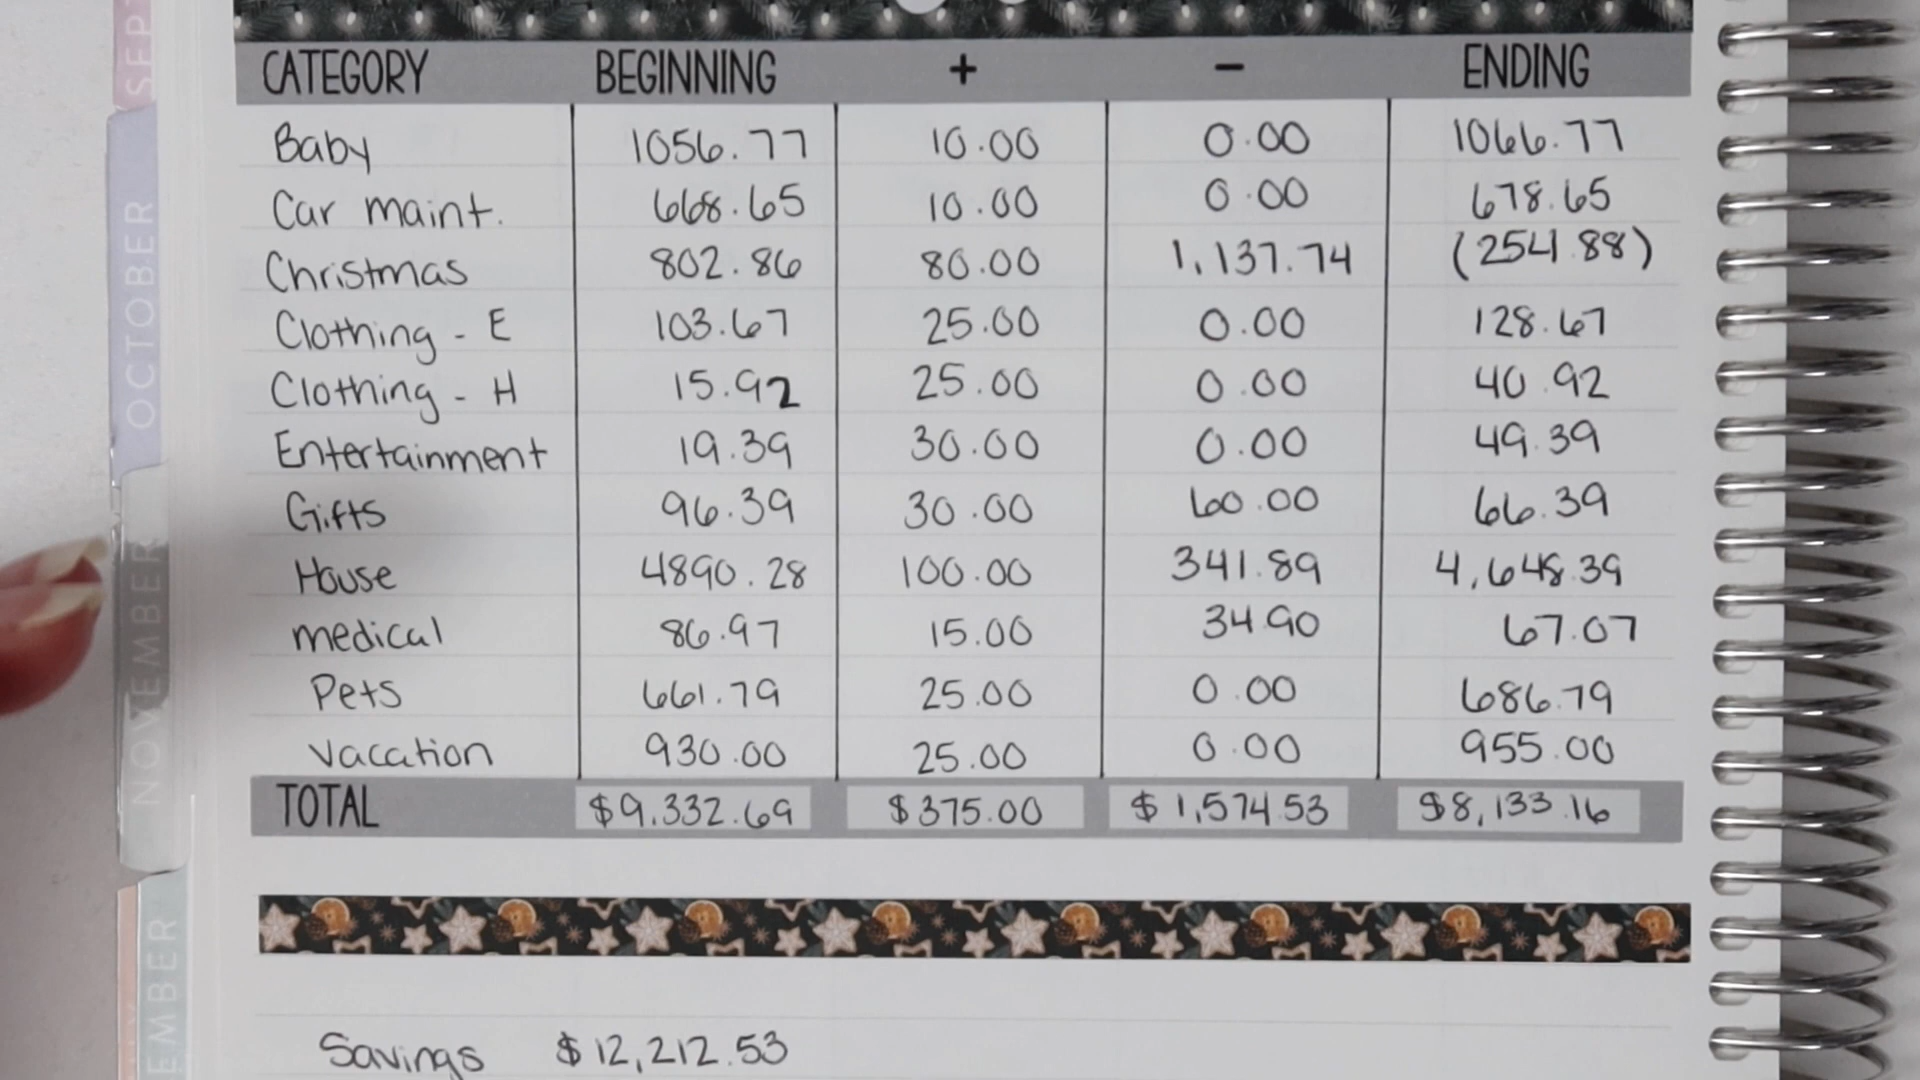 CATEGORY BEGINNING + − ENDING
Baby 1056.77 10.00 0.00 1066.77
Car maint. 668.65 10.00 0.00 678.65
Christmas 802.86 80.00 1,137.74 (254.88)
Clothing - E 103.67 25.00 0.00 128.67
Clothing - H 15.92 25.00 0.00 40.92
Entertainment 19.39 30.00 0.00 49.39
Gifts 96.39 30.00 60.00 66.39
House 4890.28 100.00 341.89 4,648.39
medical 86.97 15.00 34.90 67.07
Pets 661.79 25.00 0.00 686.79
Vacation 930.00 25.00 0.00 955.00
TOTAL $9,332.69 $375.00 $1,574.53 $8,133.16
Savings $12,212.53
SEPT
OCTOBER
NOVEMBER
EMBER